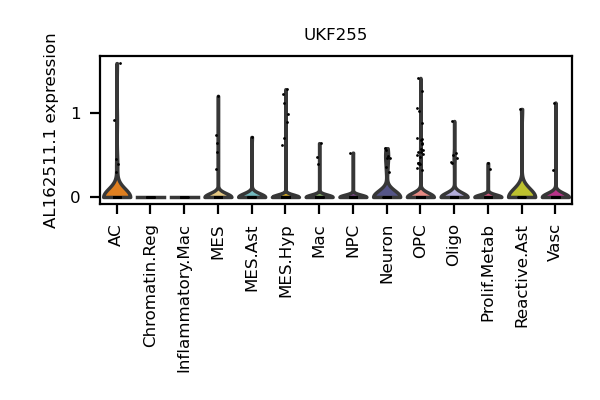 UKF255
AL162511.1 expression
1
0
AC
Chromatin.Reg
Inflammatory.Mac
MES
MES.Ast
MES.Hyp
Mac
NPC
Neuron
OPC
Oligo
Prolif.Metab
Reactive.Ast
Vasc